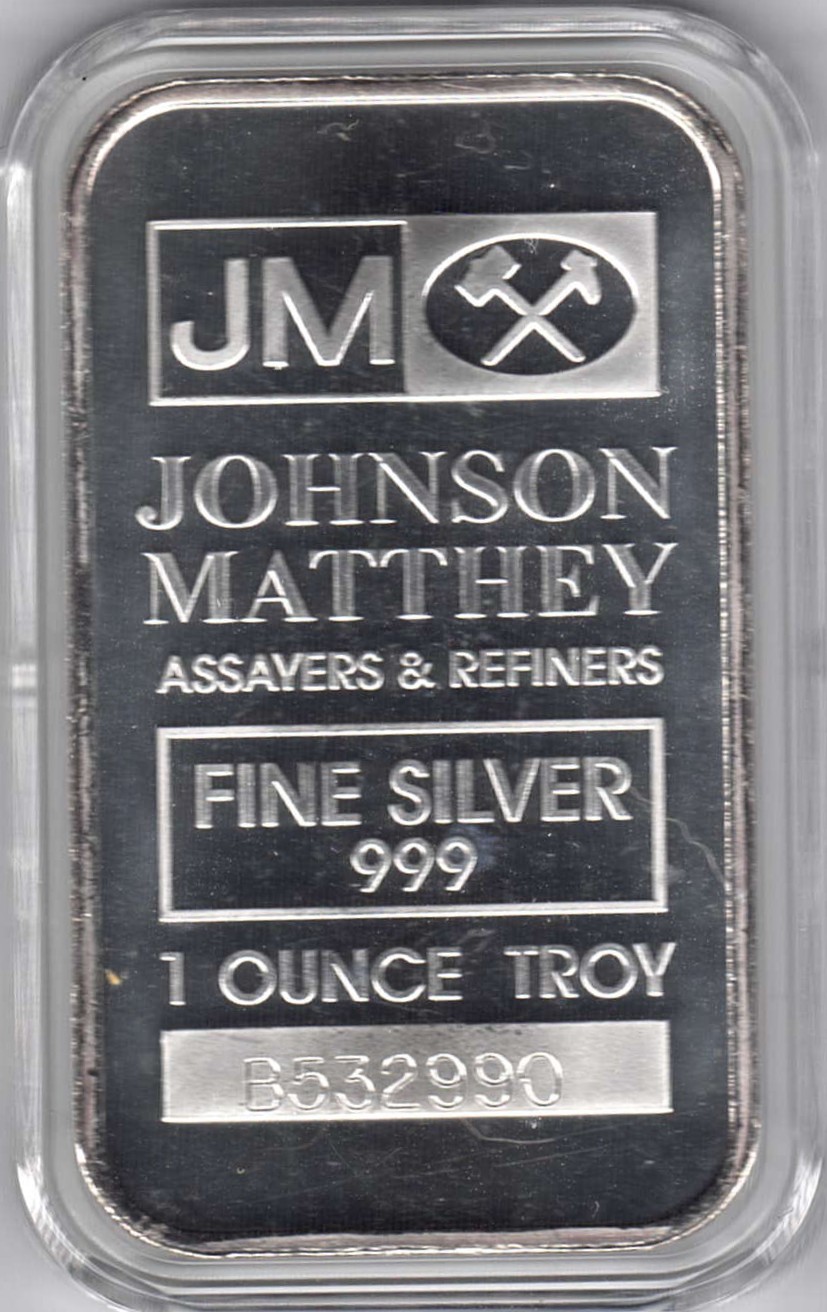 JM
JOHNSON
MATTHEY
ASSAYERS & REFINERS
FINE SILVER
999
1 OUNCE TROY
B532990